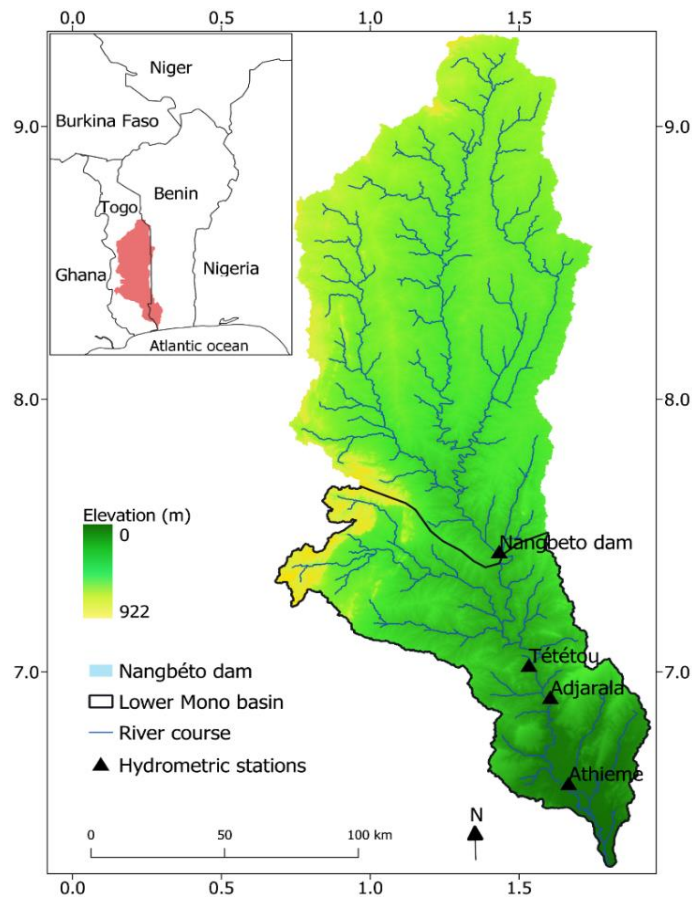 0.0 0.5 1.0 1.5
Niger
Burkina Faso
Benin
Togo
Ghana
Nigeria
Atlantic ocean
9.0 9.0
8.0 8.0
7.0 7.0
Nangbeto dam
Tététou
Adjarala
Athieme
Elevation (m)
0
922
Nangbéto dam
Lower Mono basin
River course
Hydrometric stations
0 50 100 km
N
0.0 0.5 1.0 1.5